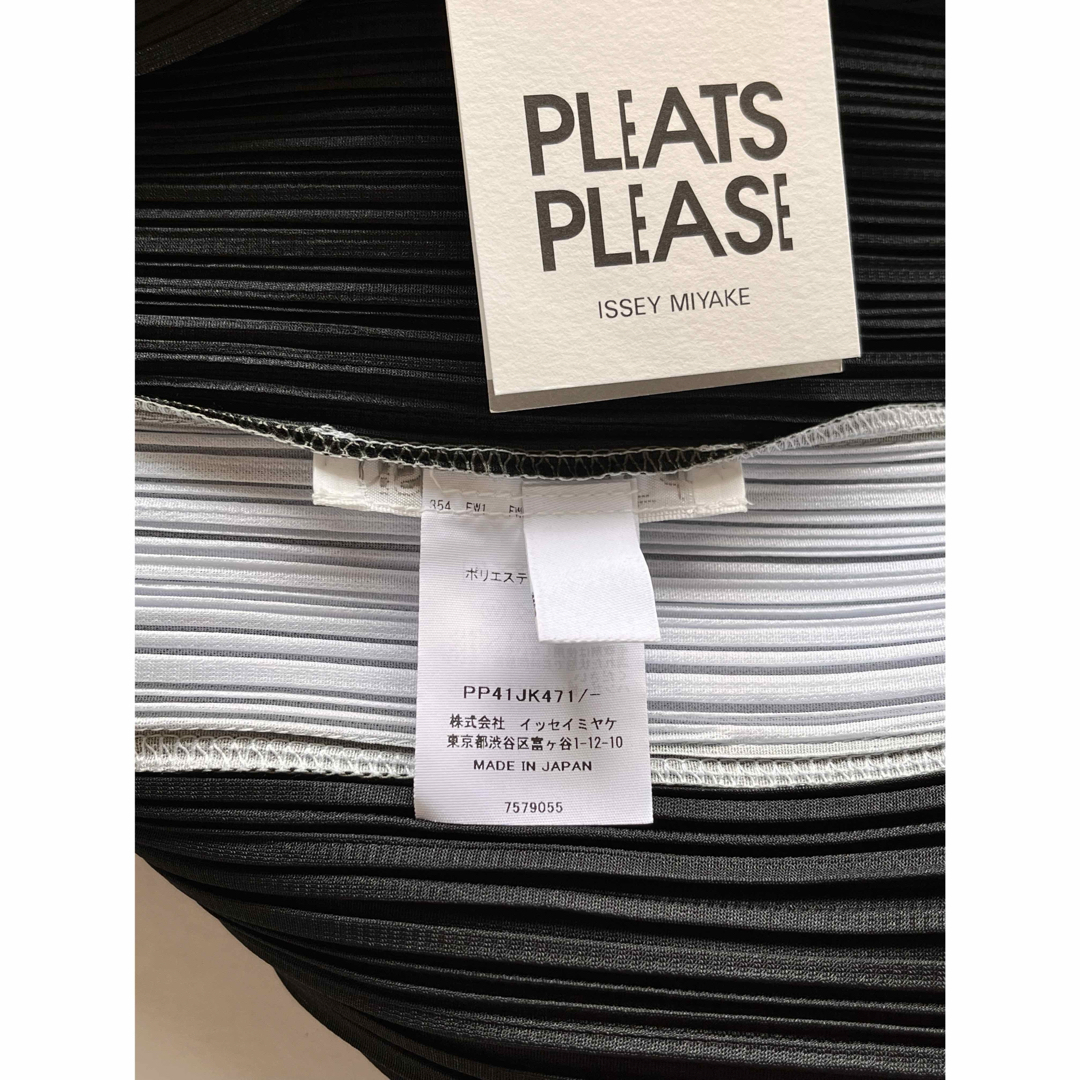 PLEATS
PLEASE
ISSEY MIYAKE
354 FW1
ポリエステ
PP41JK471/-
株式会社 イッセイミヤケ
東京都渋谷区富ヶ谷1-12-10
MADE IN JAPAN
7579055